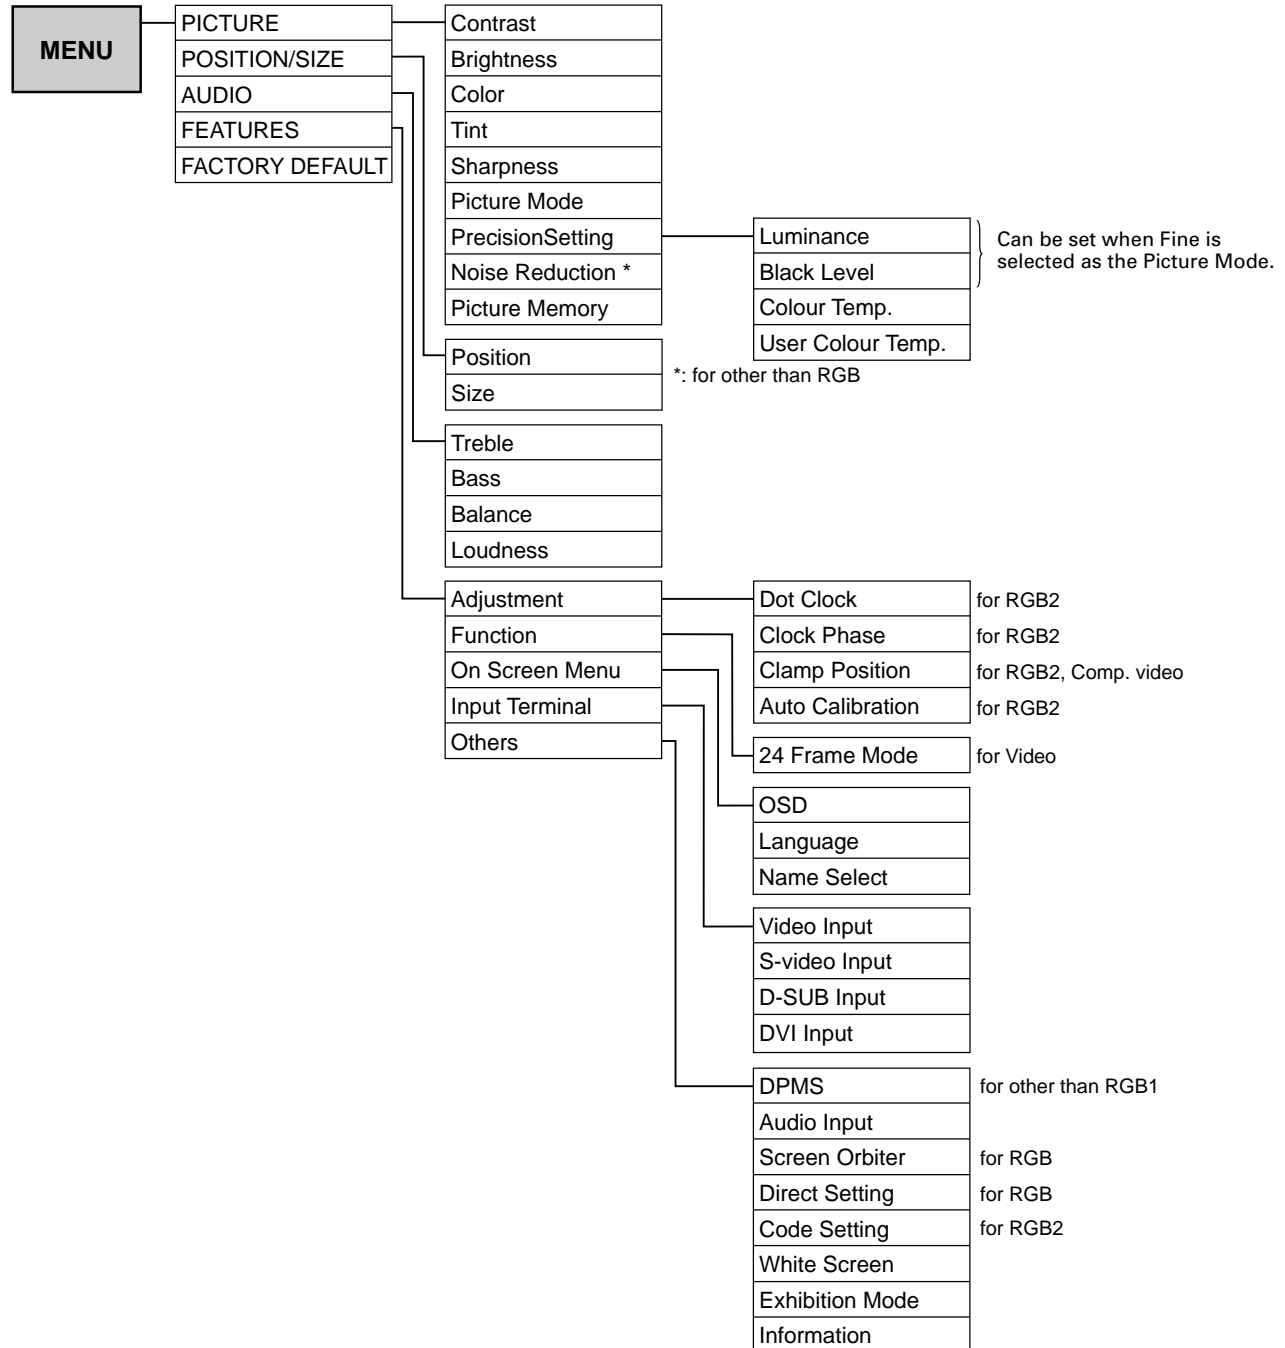 MENU
PICTURE
POSITION/SIZE
AUDIO
FEATURES
FACTORY DEFAULT
Contrast
Brightness
Color
Tint
Sharpness
Picture Mode
PrecisionSetting
Noise Reduction *
Picture Memory
Luminance
Black Level
Colour Temp.
User Colour Temp.
Can be set when Fine is
selected as the Picture Mode.
Position
Size
*: for other than RGB
Treble
Bass
Balance
Loudness
Adjustment
Function
On Screen Menu
Input Terminal
Others
Dot Clock for RGB2
Clock Phase for RGB2
Clamp Position for RGB2, Comp. video
Auto Calibration for RGB2
24 Frame Mode for Video
OSD
Language
Name Select
Video Input
S-video Input
D-SUB Input
DVI Input
DPMS for other than RGB1
Audio Input
Screen Orbiter for RGB
Direct Setting for RGB
Code Setting for RGB2
White Screen
Exhibition Mode
Information